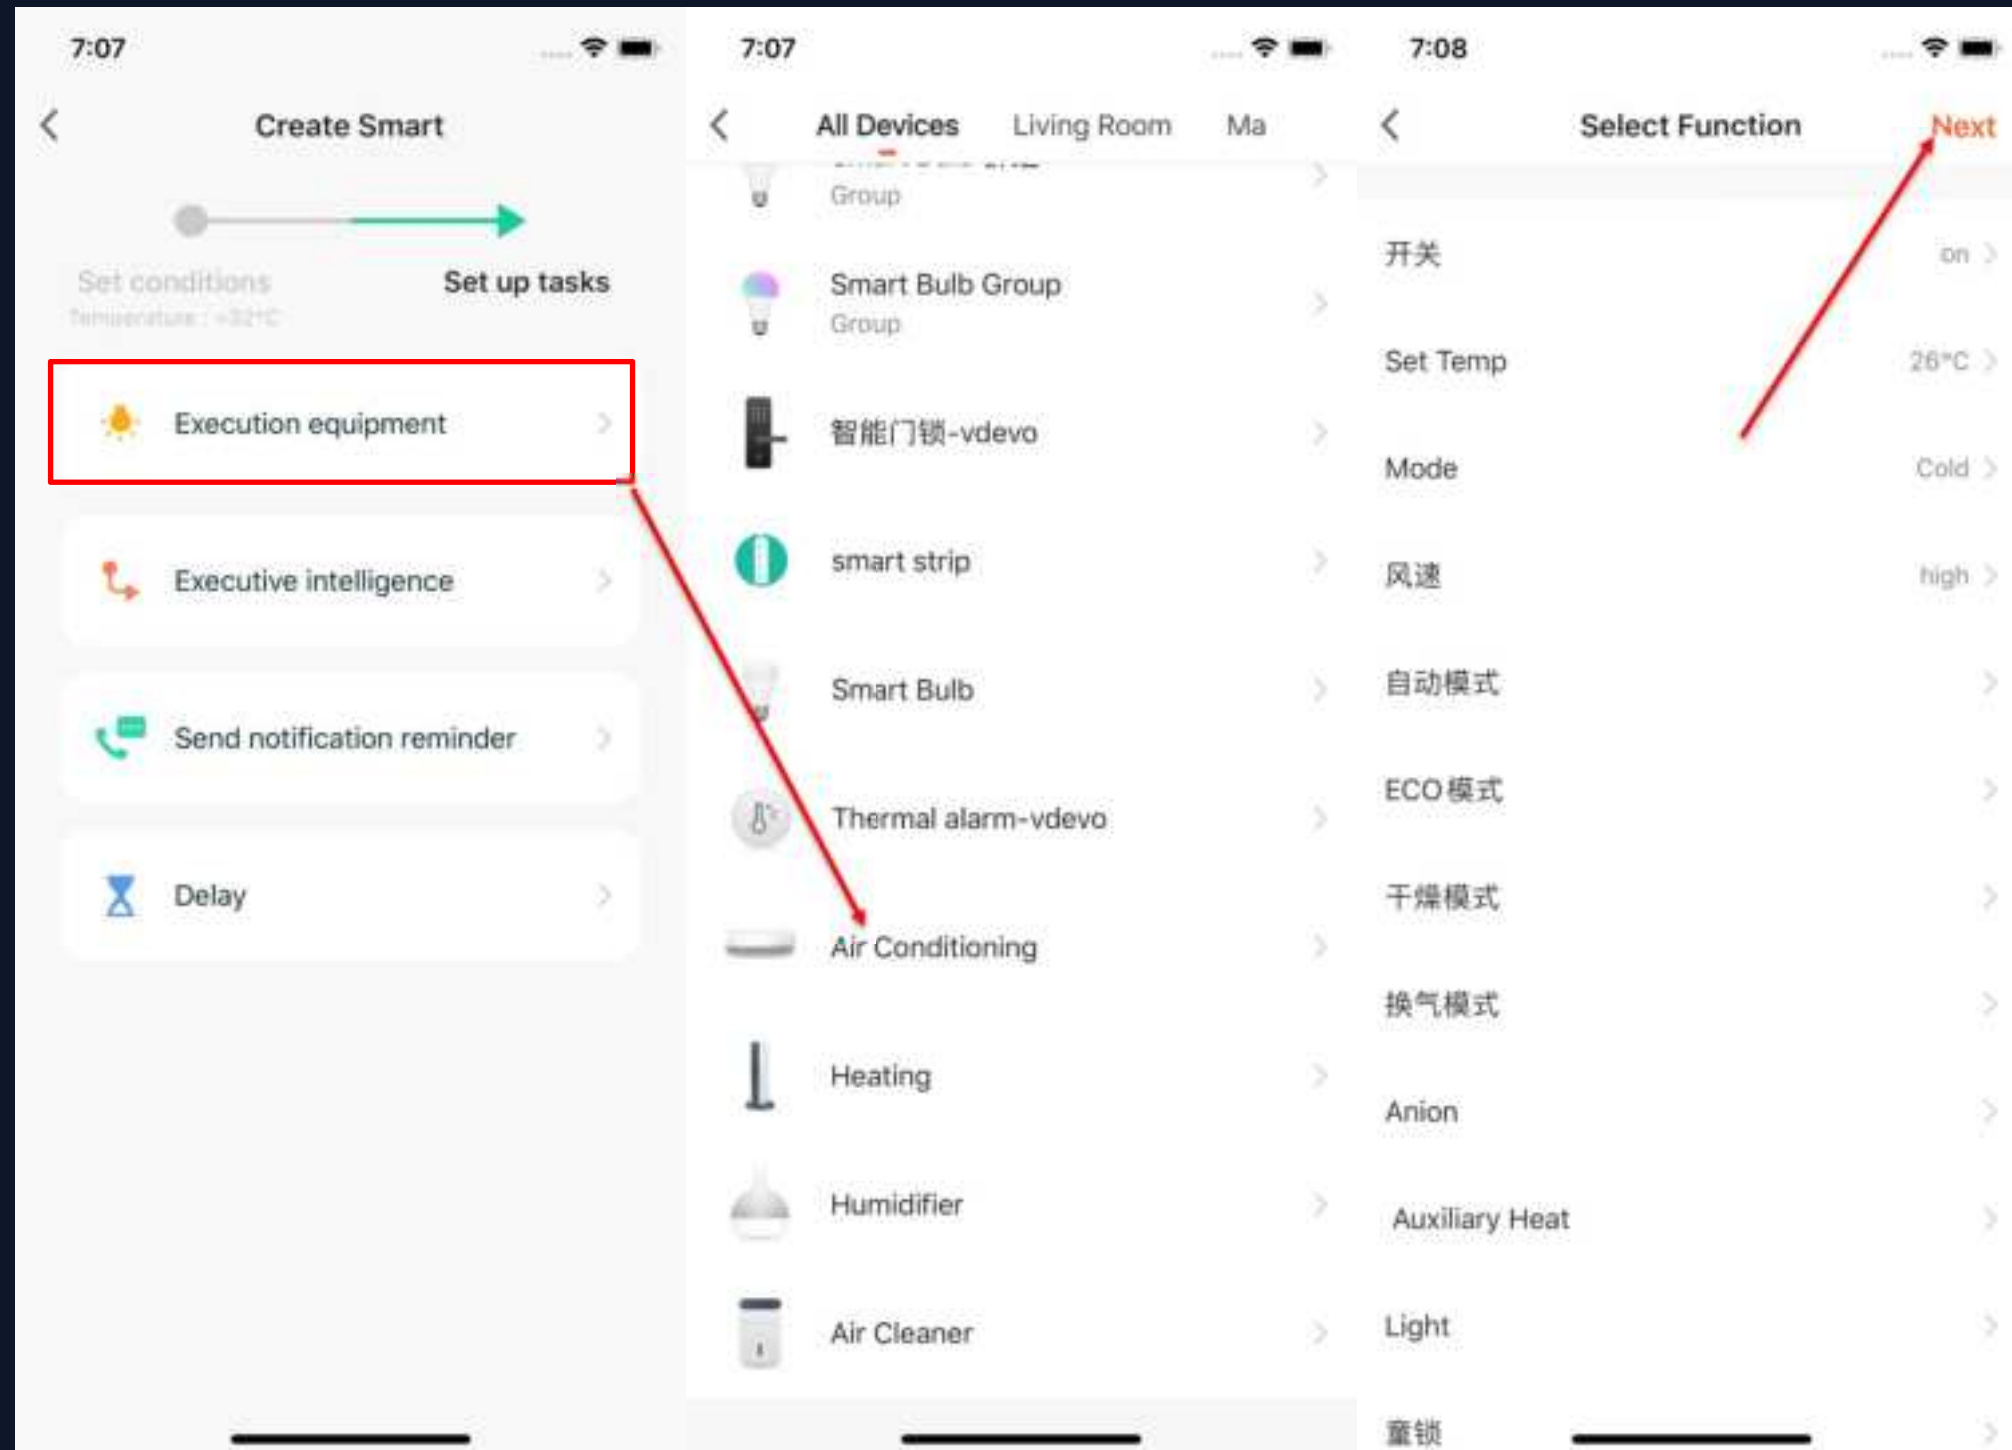 7:07
Create Smart
Set conditions
Set up tasks
Temperature : =32°C
Execution equipment
Executive intelligence
Send notification reminder
Delay
7:07
All Devices Living Room Ma
Group
Smart Bulb Group
Group
智能门锁-vdevo
smart strip
Smart Bulb
Thermal alarm-vdevo
Air Conditioning
Heating
Humidifier
Air Cleaner
7:08
Select Function Next
开关 on
Set Temp 26°C
Mode Cold
风速 high
自动模式
ECO模式
干燥模式
换气模式
Anion
Auxiliary Heat
Light
童锁